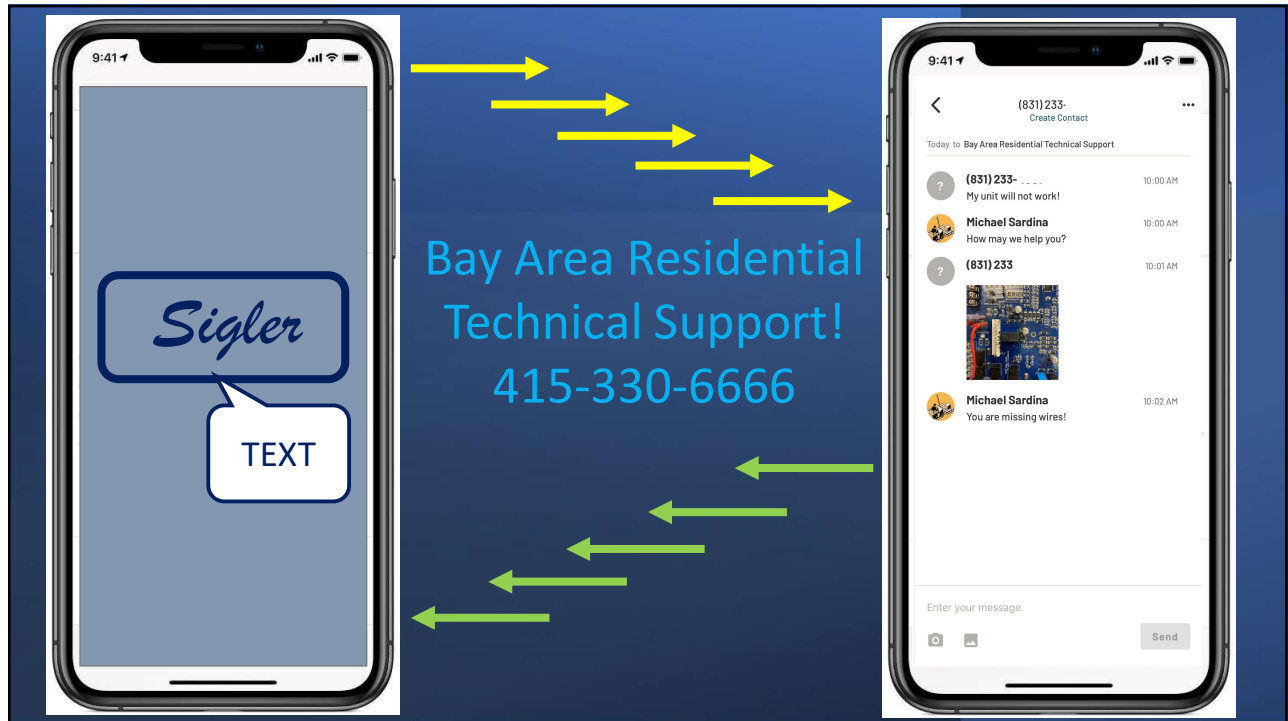 9:41
Sigler
TEXT
Bay Area Residential
Technical Support!
415-330-6666
9:41
(831) 233-
Create Contact
Today to Bay Area Residential Technical Support
(831) 233-
10:00 AM
My unit will not work!
Michael Sardina
10:00 AM
How may we help you?
(831) 233
10:01 AM
Michael Sardina
10:02 AM
You are missing wires!
Enter your message
Send